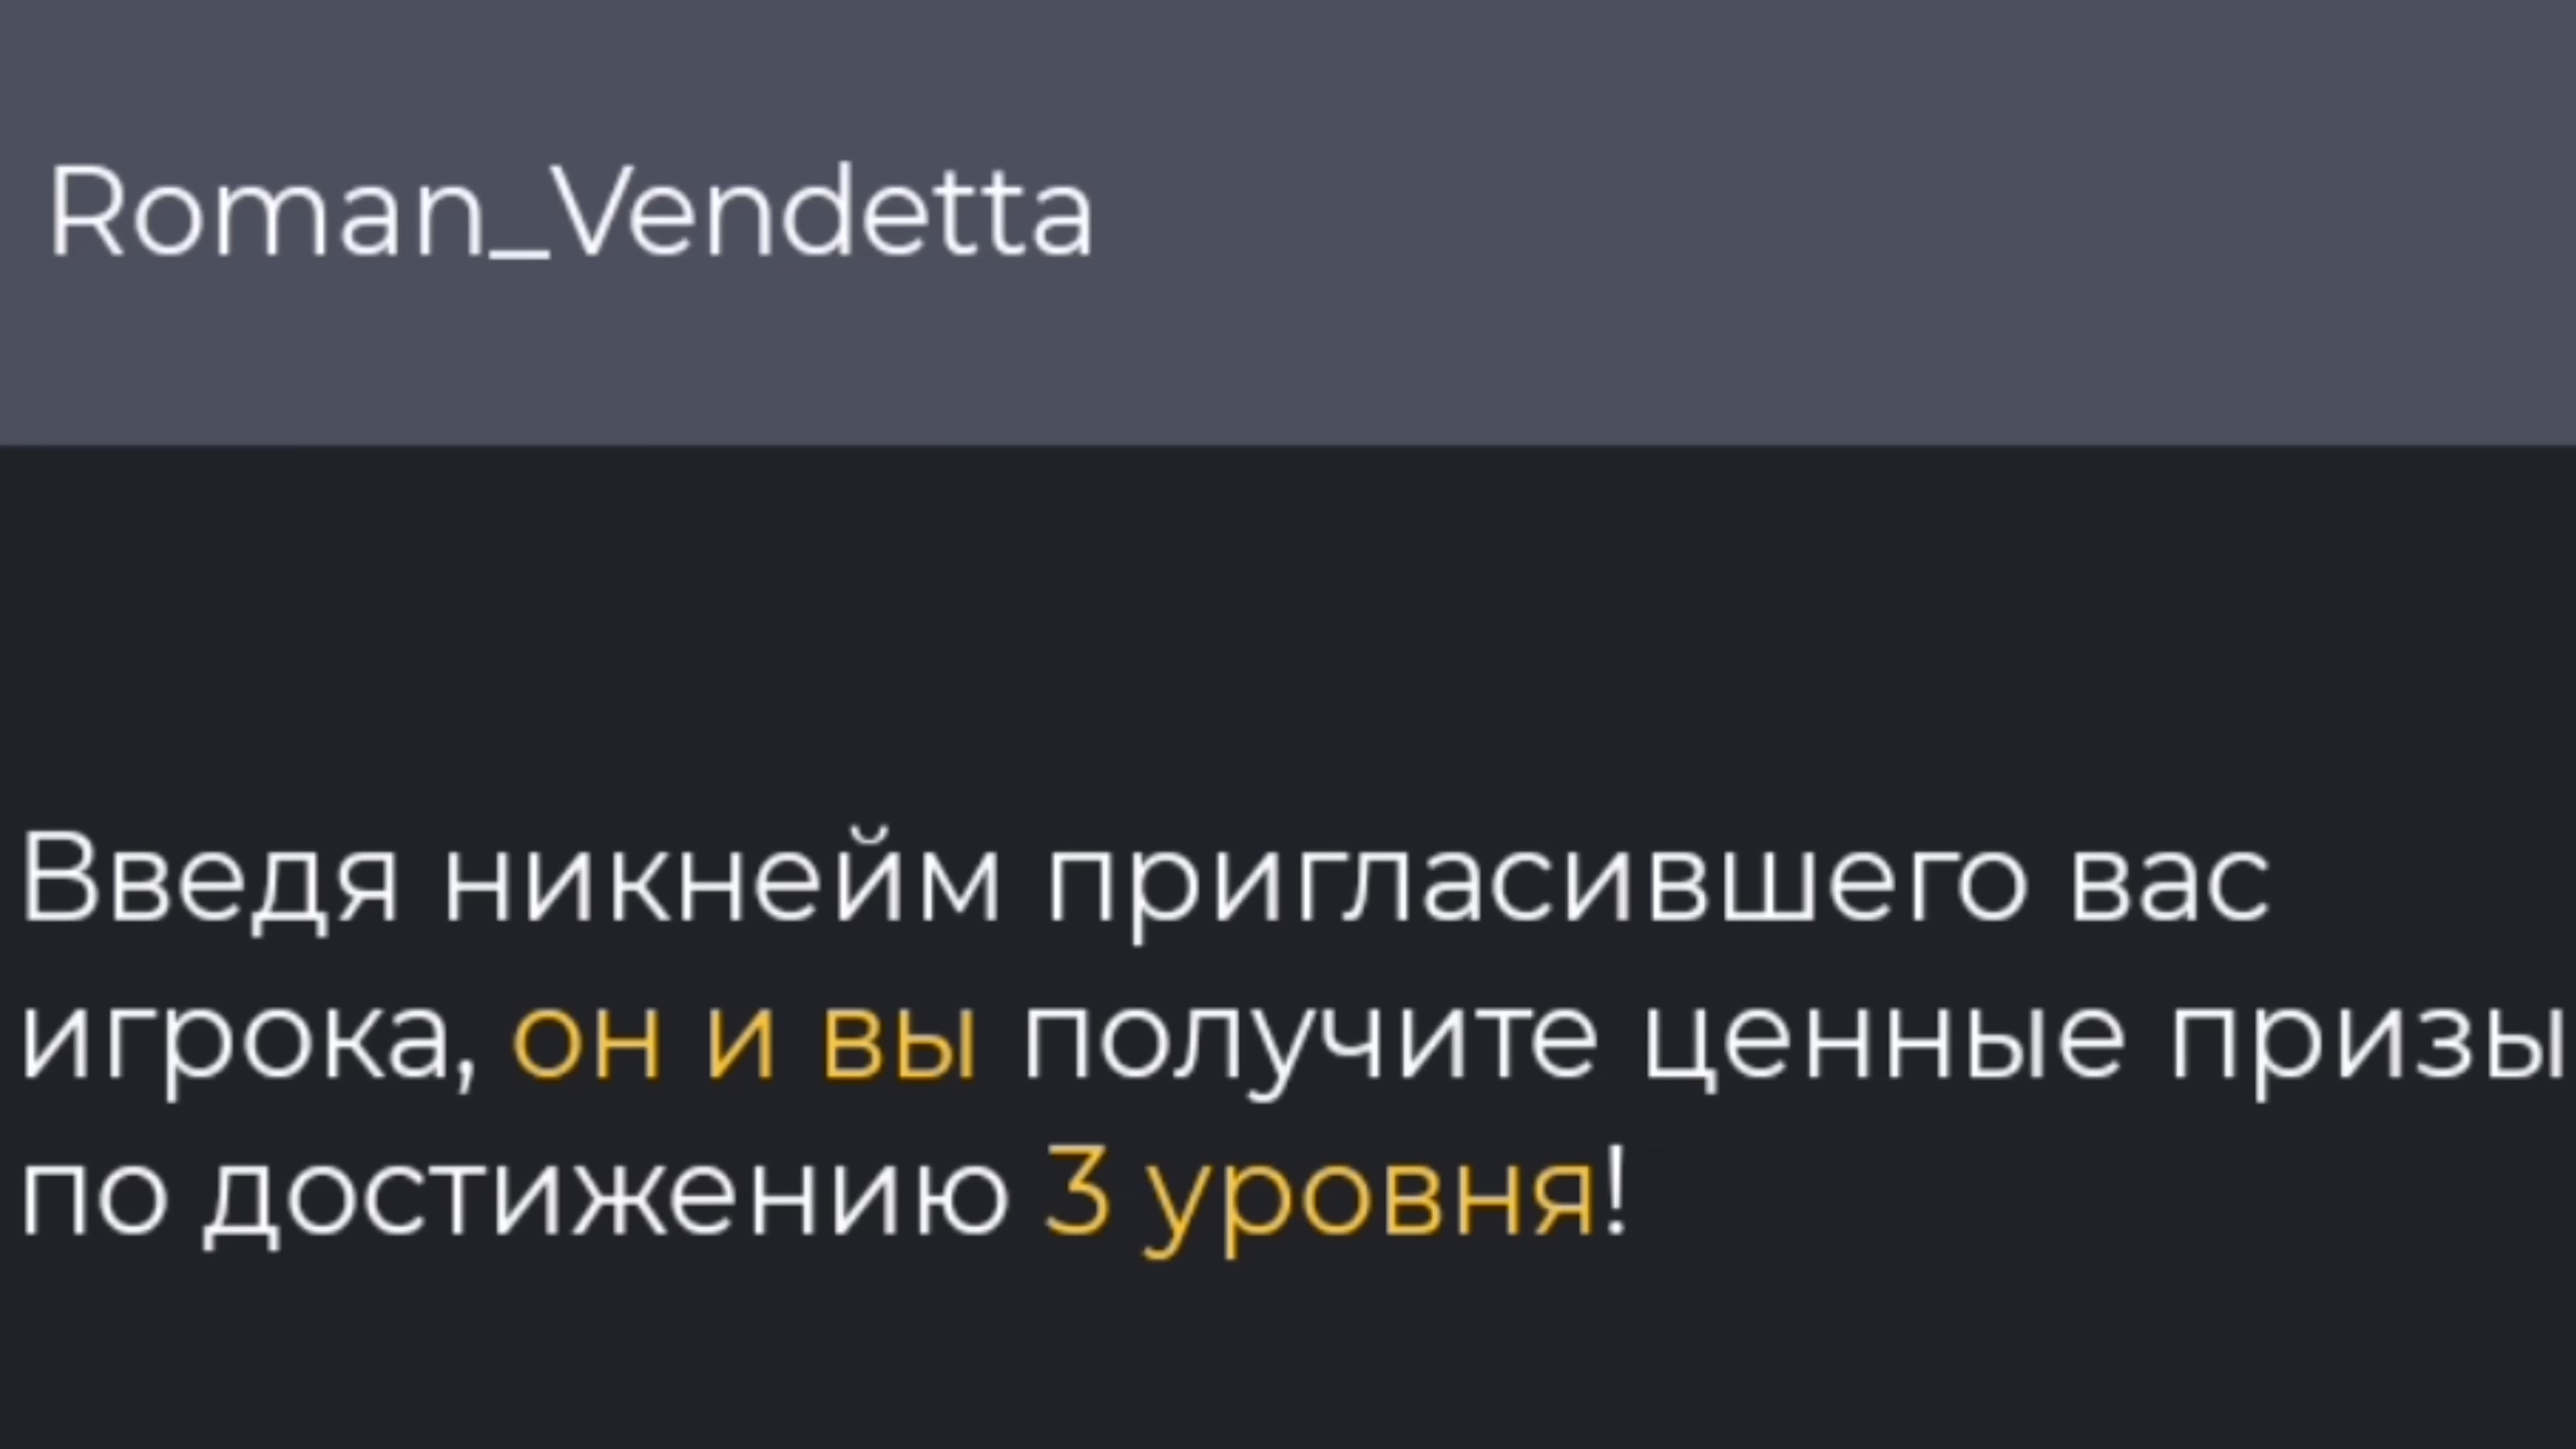 Roman_Vendetta
Введя никнейм пригласившего вас
игрока, он и вы получите ценные призы
по достижению 3 уровня!